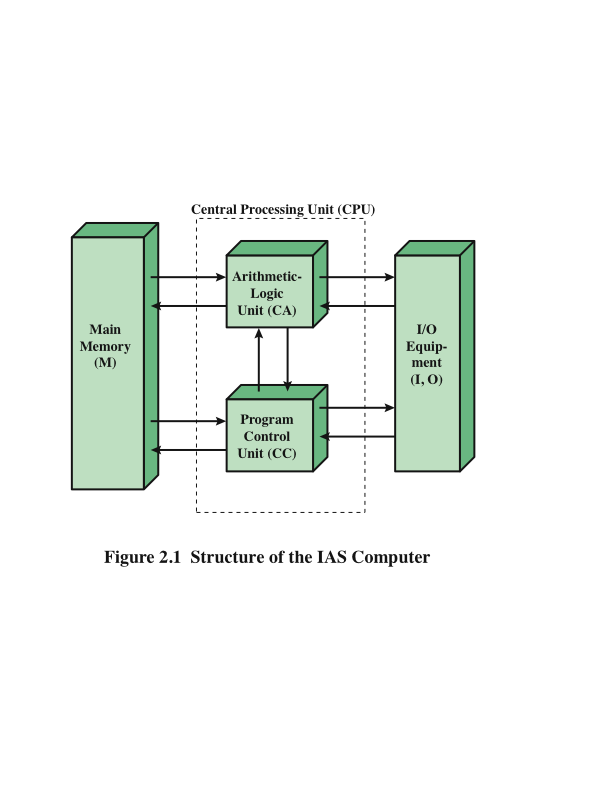 Central Processing Unit (CPU)
Arithmetic-
Logic
Unit (CA)
Main
Memory
(M)
I/O
Equip-
ment
(I, O)
Program
Control
Unit (CC)
Figure 2.1 Structure of the IAS Computer